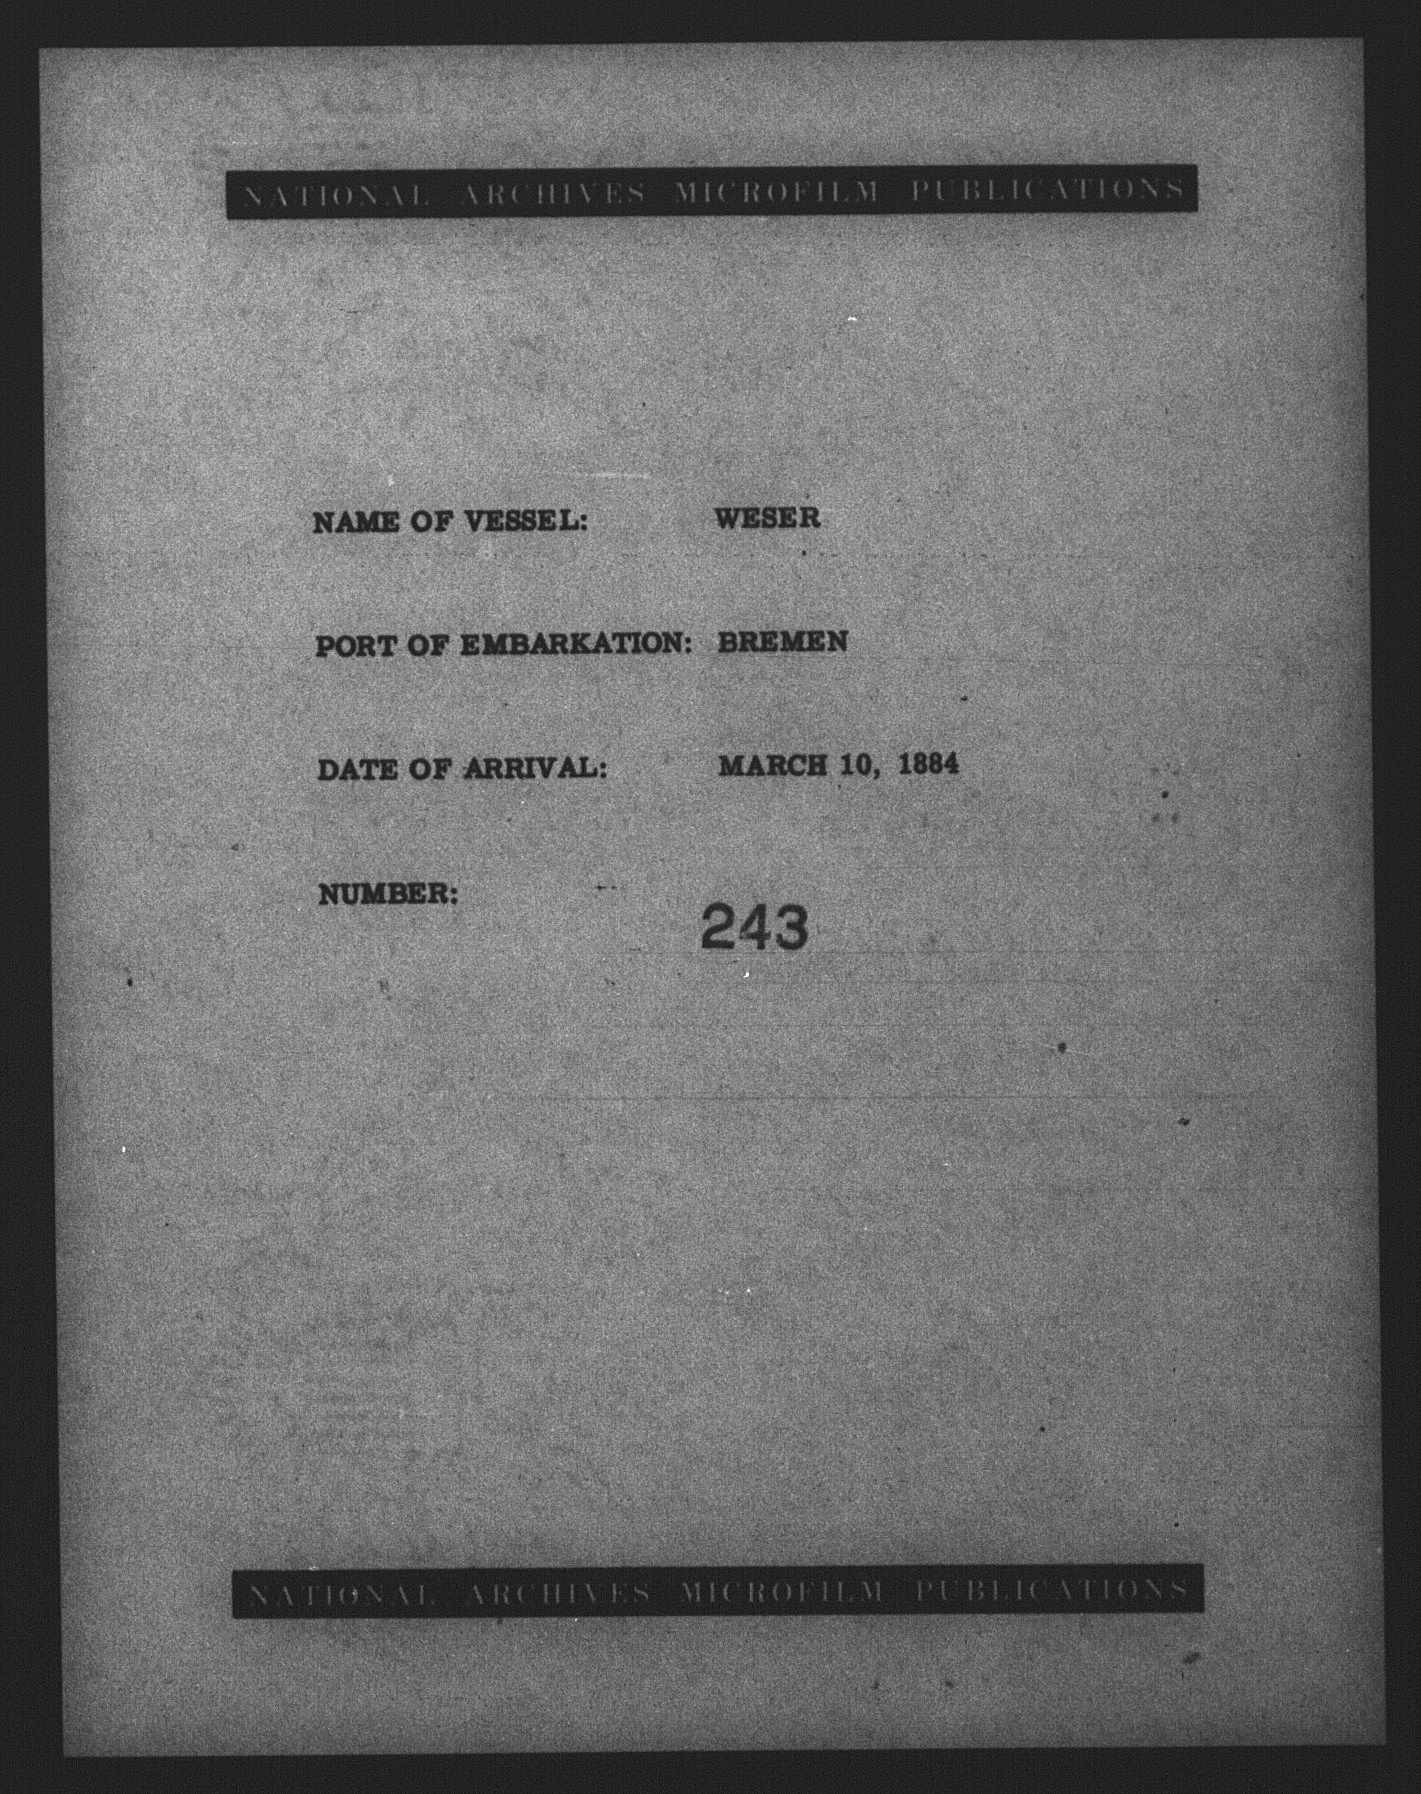 NATIONAL ARCHIVES MICROFILM PUBLICATIONS
NAME OF VESSEL: WESER
PORT OF EMBARKATION: BREMEN
DATE OF ARRIVAL: MARCH 10, 1884
NUMBER: 243
NATIONAL ARCHIVES MICROFILM PUBLICATIONS